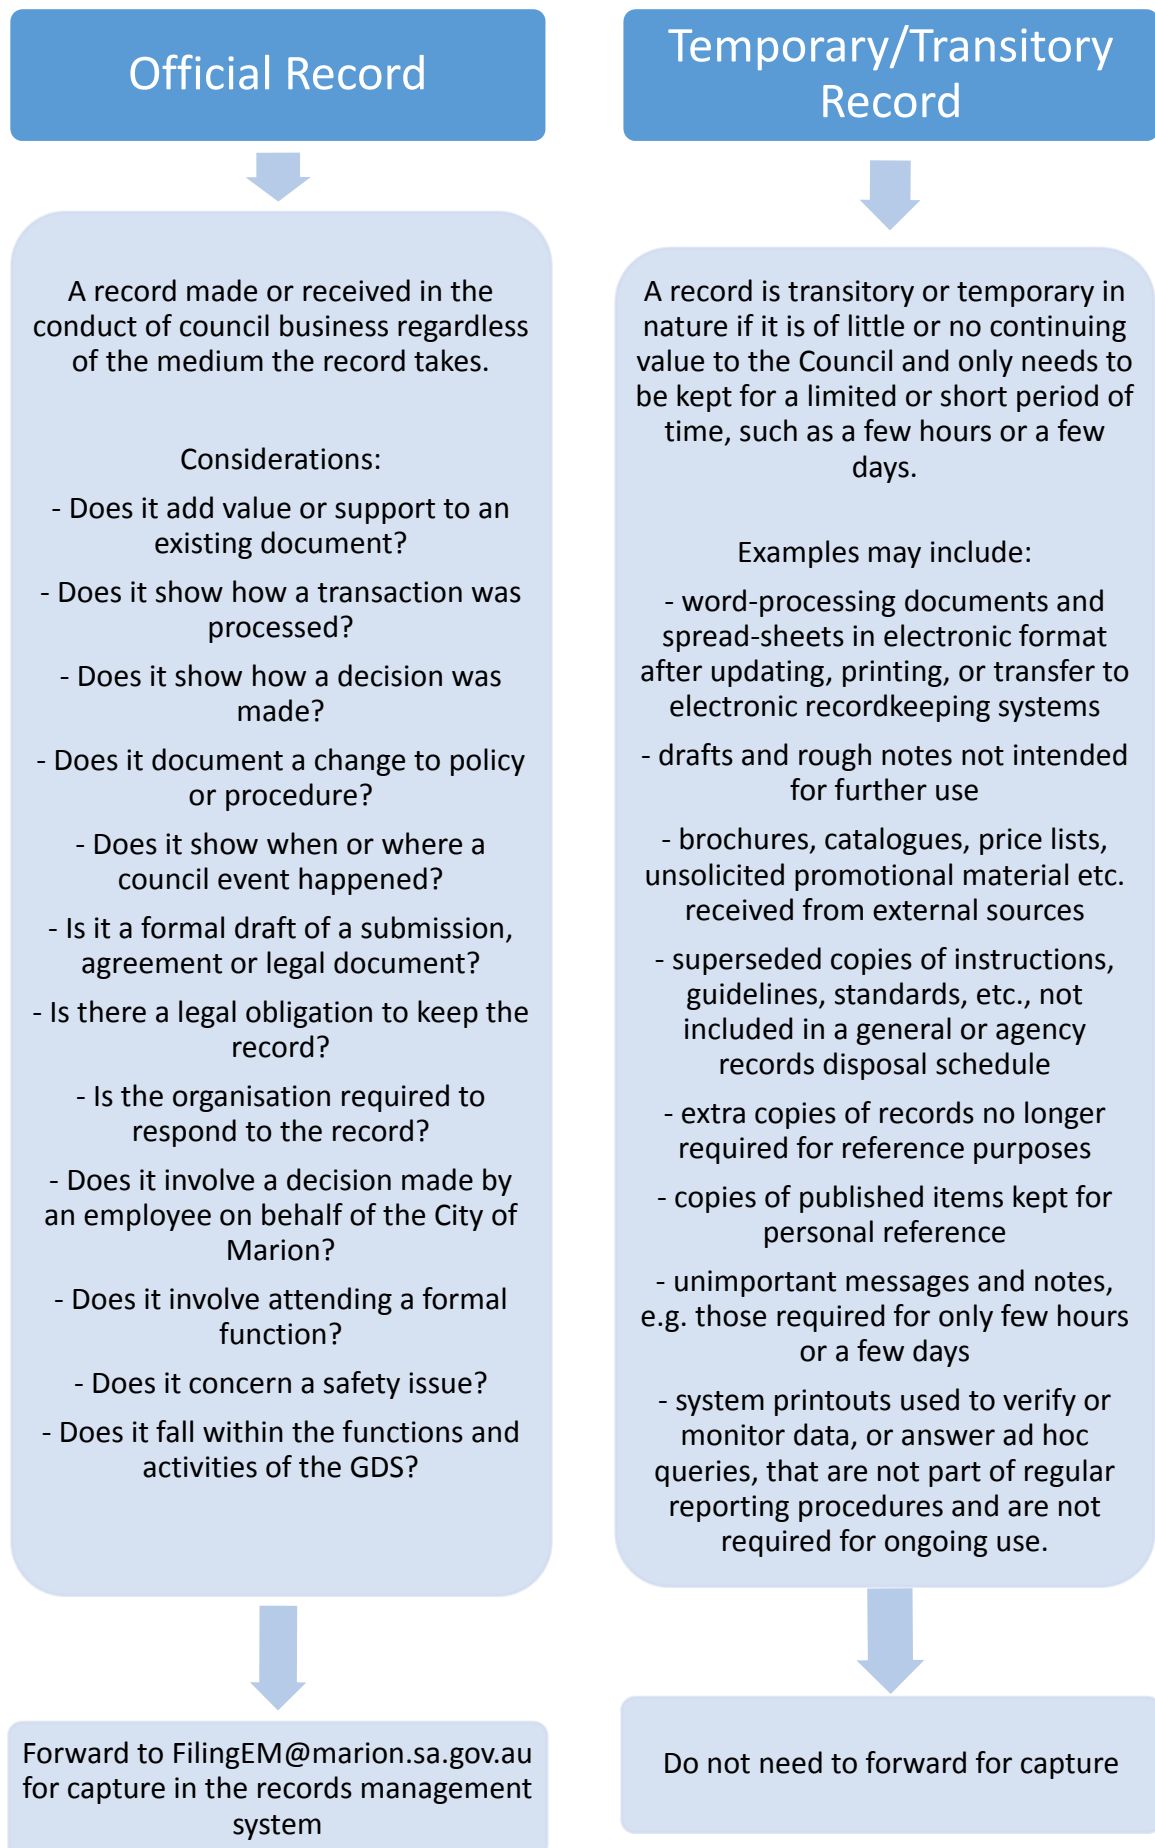 Official Record
A record made or received in the
conduct of council business regardless
of the medium the record takes.
Considerations:
- Does it add value or support to an
existing document?
- Does it show how a transaction was
processed?
- Does it show how a decision was
made?
- Does it document a change to policy
or procedure?
- Does it show when or where a
council event happened?
- Is it a formal draft of a submission,
agreement or legal document?
- Is there a legal obligation to keep the
record?
- Is the organisation required to
respond to the record?
- Does it involve a decision made by
an employee on behalf of the City of
Marion?
- Does it involve attending a formal
function?
- Does it concern a safety issue?
- Does it fall within the functions and
activities of the GDS?
Forward to FilingEM@marion.sa.gov.au
for capture in the records management
system
Temporary/Transitory
Record
A record is transitory or temporary in
nature if it is of little or no continuing
value to the Council and only needs to
be kept for a limited or short period of
time, such as a few hours or a few
days.
Examples may include:
- word-processing documents and
spread-sheets in electronic format
after updating, printing, or transfer to
electronic recordkeeping systems
- drafts and rough notes not intended
for further use
- brochures, catalogues, price lists,
unsolicited promotional material etc.
received from external sources
- superseded copies of instructions,
guidelines, standards, etc., not
included in a general or agency
records disposal schedule
- extra copies of records no longer
required for reference purposes
- copies of published items kept for
personal reference
- unimportant messages and notes,
e.g. those required for only few hours
or a few days
- system printouts used to verify or
monitor data, or answer ad hoc
queries, that are not part of regular
reporting procedures and are not
required for ongoing use.
Do not need to forward for capture